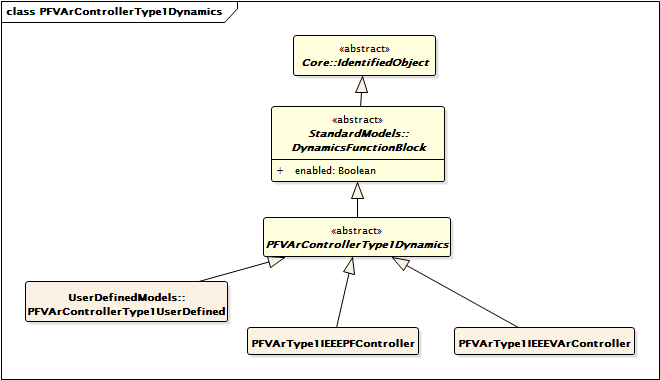 class PFVArControllerType1Dynamics
«abstract»
Core::IdentifiedObject
«abstract»
StandardModels::
DynamicsFunctionBlock
+ enabled: Boolean
«abstract»
PFVArControllerType1Dynamics
UserDefinedModels::
PFVArControllerType1UserDefined
PFVArType1IEEEPFController
PFVArType1IEEEVArController